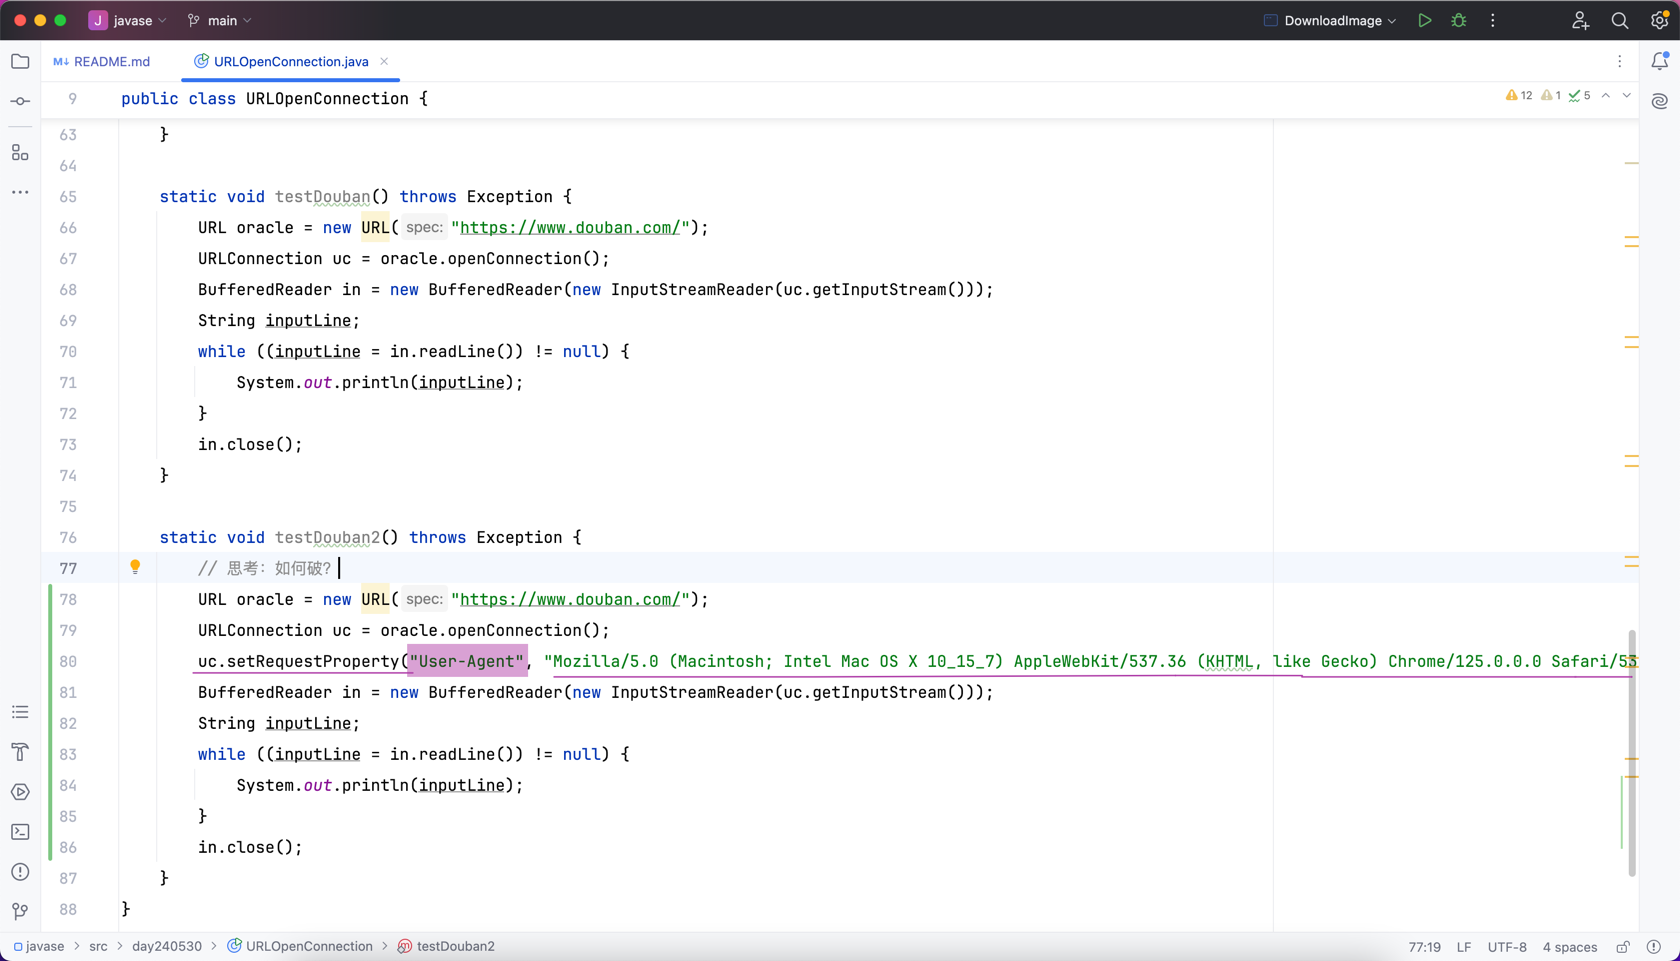 J javase main DownloadImage
M↓ README.md URLOpenConnection.java
9 public class URLOpenConnection { 12 1 5
63 }
64
65 static void testDouban() throws Exception {
66 URL oracle = new URL( spec: "https://www.douban.com/");
67 URLConnection uc = oracle.openConnection();
68 BufferedReader in = new BufferedReader(new InputStreamReader(uc.getInputStream()));
69 String inputLine;
70 while ((inputLine = in.readLine()) != null) {
71 System.out.println(inputLine);
72 }
73 in.close();
74 }
75
76 static void testDouban2() throws Exception {
77 // 思考：如何破？
78 URL oracle = new URL( spec: "https://www.douban.com/");
79 URLConnection uc = oracle.openConnection();
80 uc.setRequestProperty("User-Agent", "Mozilla/5.0 (Macintosh; Intel Mac OS X 10_15_7) AppleWebKit/537.36 (KHTML, like Gecko) Chrome/125.0.0.0 Safari/53
81 BufferedReader in = new BufferedReader(new InputStreamReader(uc.getInputStream()));
82 String inputLine;
83 while ((inputLine = in.readLine()) != null) {
84 System.out.println(inputLine);
85 }
86 in.close();
87 }
88 }
javase > src > day240530 > URLOpenConnection > testDouban2 77:19 LF UTF-8 4 spaces